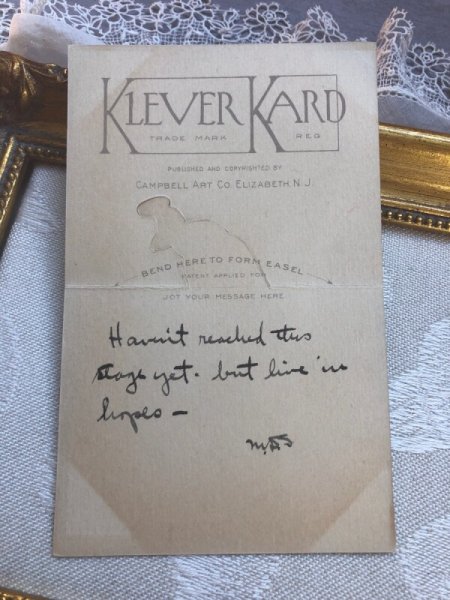 KLEVER KARD
TRADE MARK REG
PUBLISHED AND COPYRIGHTED BY
CAMPBELL ART CO. ELIZABETH, N. J.
BEND HERE TO FORM EASEL
PATENT APPLIED FOR
JOT YOUR MESSAGE HERE
Haven't reached this
stage yet - but live in
hopes -